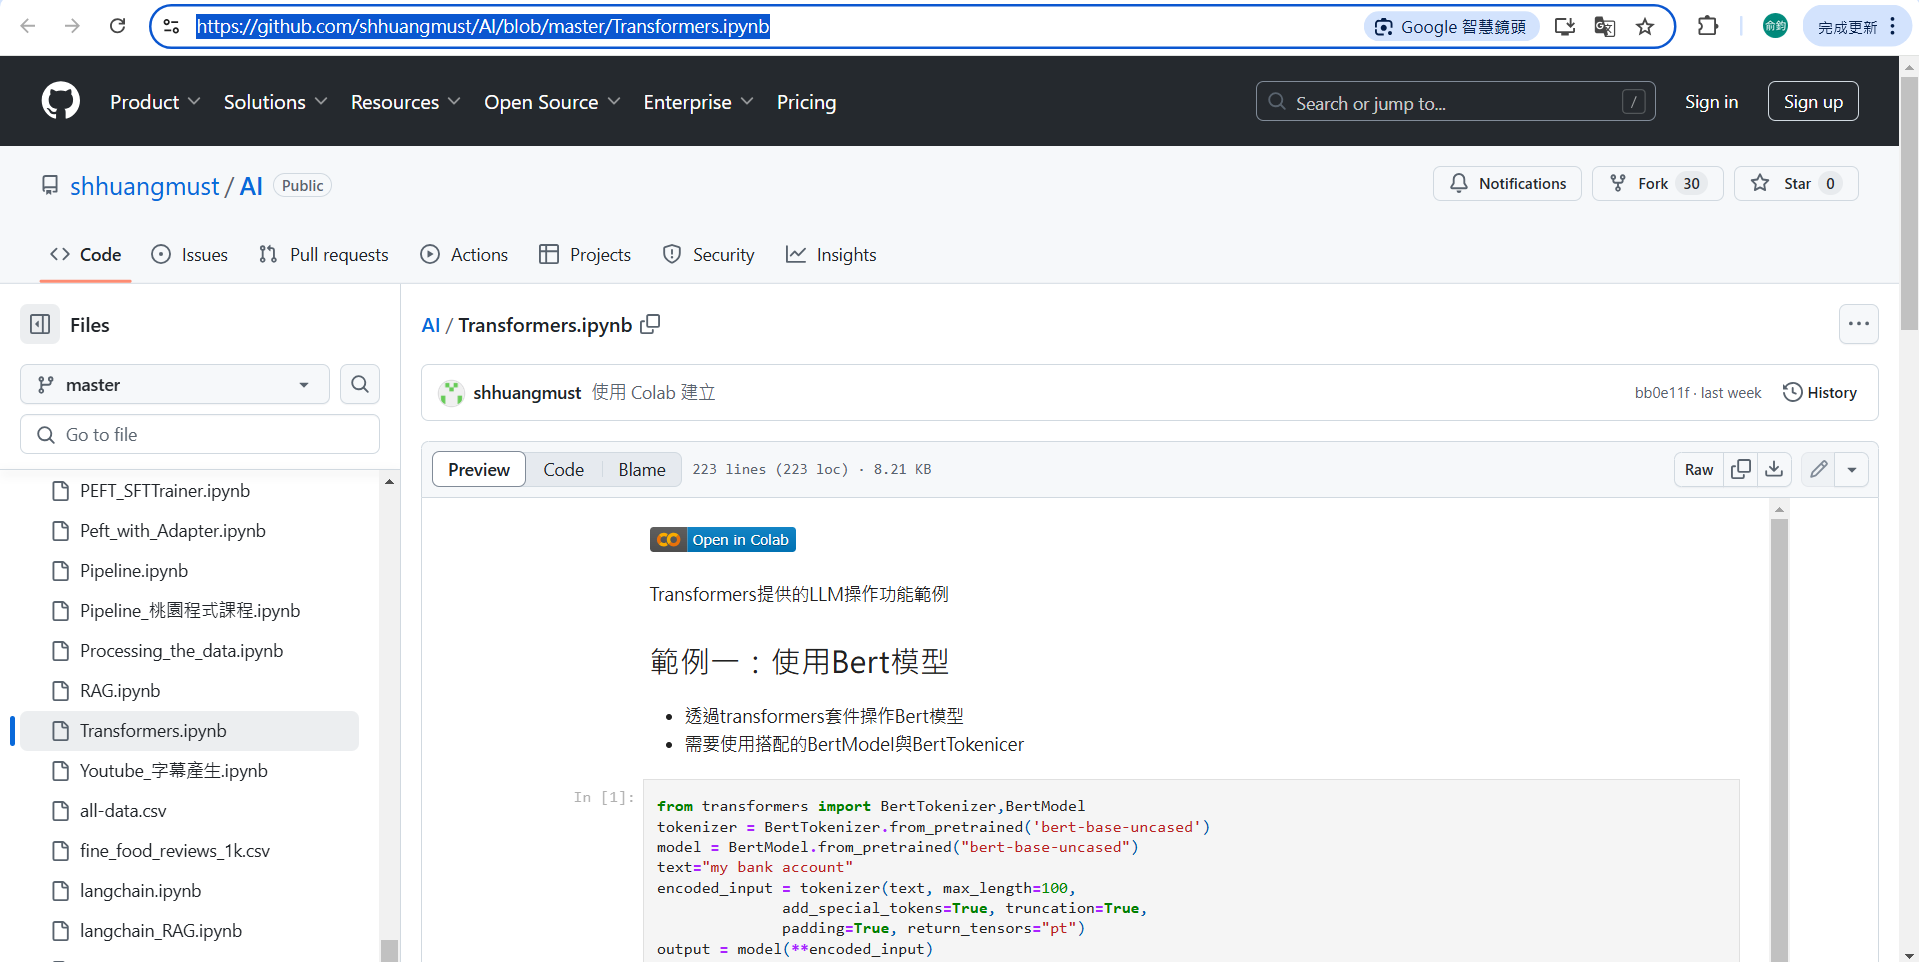 https://github.com/shhuangmust/AI/blob/master/Transformers.ipynb
Google 智慧鏡頭
俞鈞
完成更新
Product
Solutions
Resources
Open Source
Enterprise
Pricing
Search or jump to...
/
Sign in
Sign up
shhuangmust / AI
Public
Notifications
Fork 30
Star 0
Code
Issues
Pull requests
Actions
Projects
Security
Insights
Files
master
Go to file
PEFT_SFTTrainer.ipynb
Peft_with_Adapter.ipynb
Pipeline.ipynb
Pipeline_桃園程式課程.ipynb
Processing_the_data.ipynb
RAG.ipynb
Transformers.ipynb
Youtube_字幕產生.ipynb
all-data.csv
fine_food_reviews_1k.csv
langchain.ipynb
langchain_RAG.ipynb
AI / Transformers.ipynb
shhuangmust 使用 Colab 建立
bb0e11f · last week
History
Preview
Code
Blame
223 lines (223 loc) · 8.21 KB
Raw
Open in Colab
Transformers提供的LLM操作功能範例
範例一：使用Bert模型
• 透過transformers套件操作Bert模型
• 需要使用搭配的BertModel與BertTokenicer
In [1]:
from transformers import BertTokenizer,BertModel
tokenizer = BertTokenizer.from_pretrained('bert-base-uncased')
model = BertModel.from_pretrained("bert-base-uncased")
text="my bank account"
encoded_input = tokenizer(text, max_length=100,
add_special_tokens=True, truncation=True,
padding=True, return_tensors="pt")
output = model(**encoded_input)